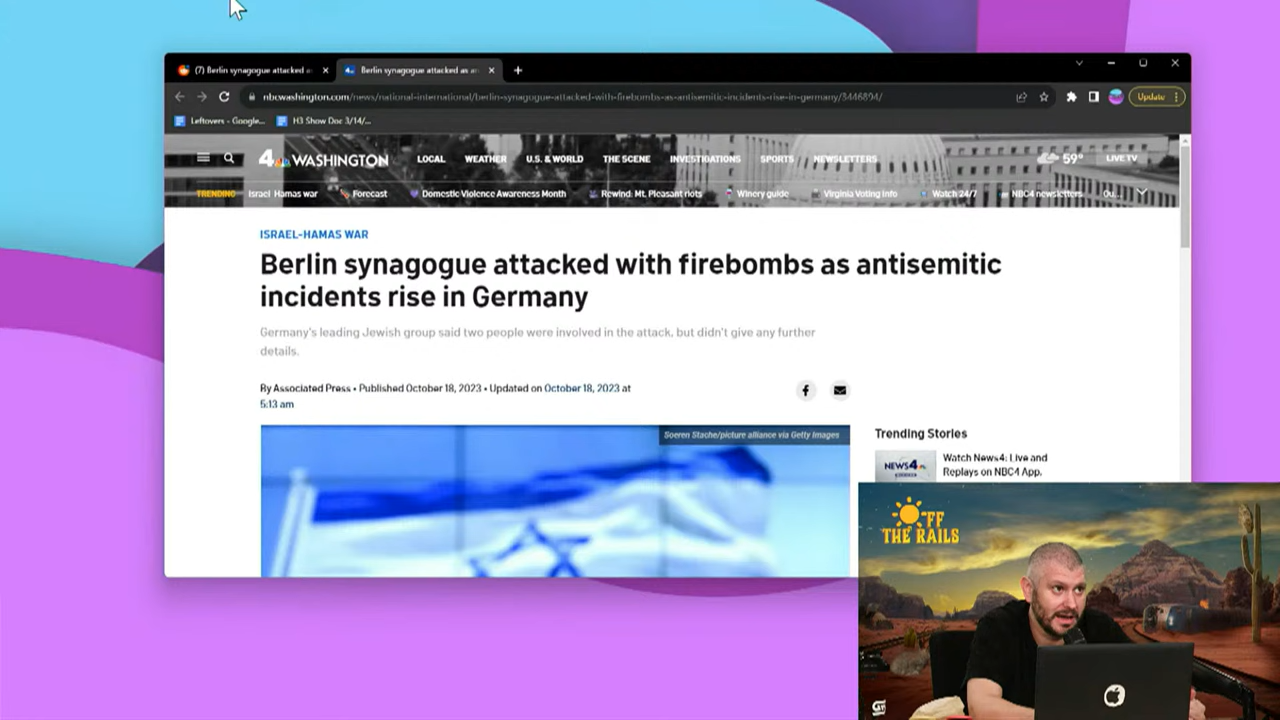 (7) Berlin synagogue attacked as
Berlin synagogue attacked as an
nbcwashington.com/news/national-international/berlin-synagogue-attacked-with-firebombs-as-antisemitic-incidents-rise-in-germany/3446894/
Update
Leftovers - Google...
H3 Show Doc 3/14/...
4 WASHINGTON
LOCAL WEATHER U.S. & WORLD THE SCENE INVESTIGATIONS SPORTS NEWSLETTERS
59°
LIVE TV
TRENDING Israel Hamas war Forecast Domestic Violence Awareness Month Rewind: Mt. Pleasant riots Winery guide Virginia Voting Info Watch 24/7 NBC4 newsletters Ou...
ISRAEL-HAMAS WAR
Berlin synagogue attacked with firebombs as antisemitic
incidents rise in Germany
Germany's leading Jewish group said two people were involved in the attack, but didn't give any further
details.
By Associated Press • Published October 18, 2023 • Updated on October 18, 2023 at
5:13 am
Soeren Stache/picture alliance via Getty Images
Trending Stories
NEWS4
Watch News4: Live and
Replays on NBC4 App.
OFF
THE RAILS